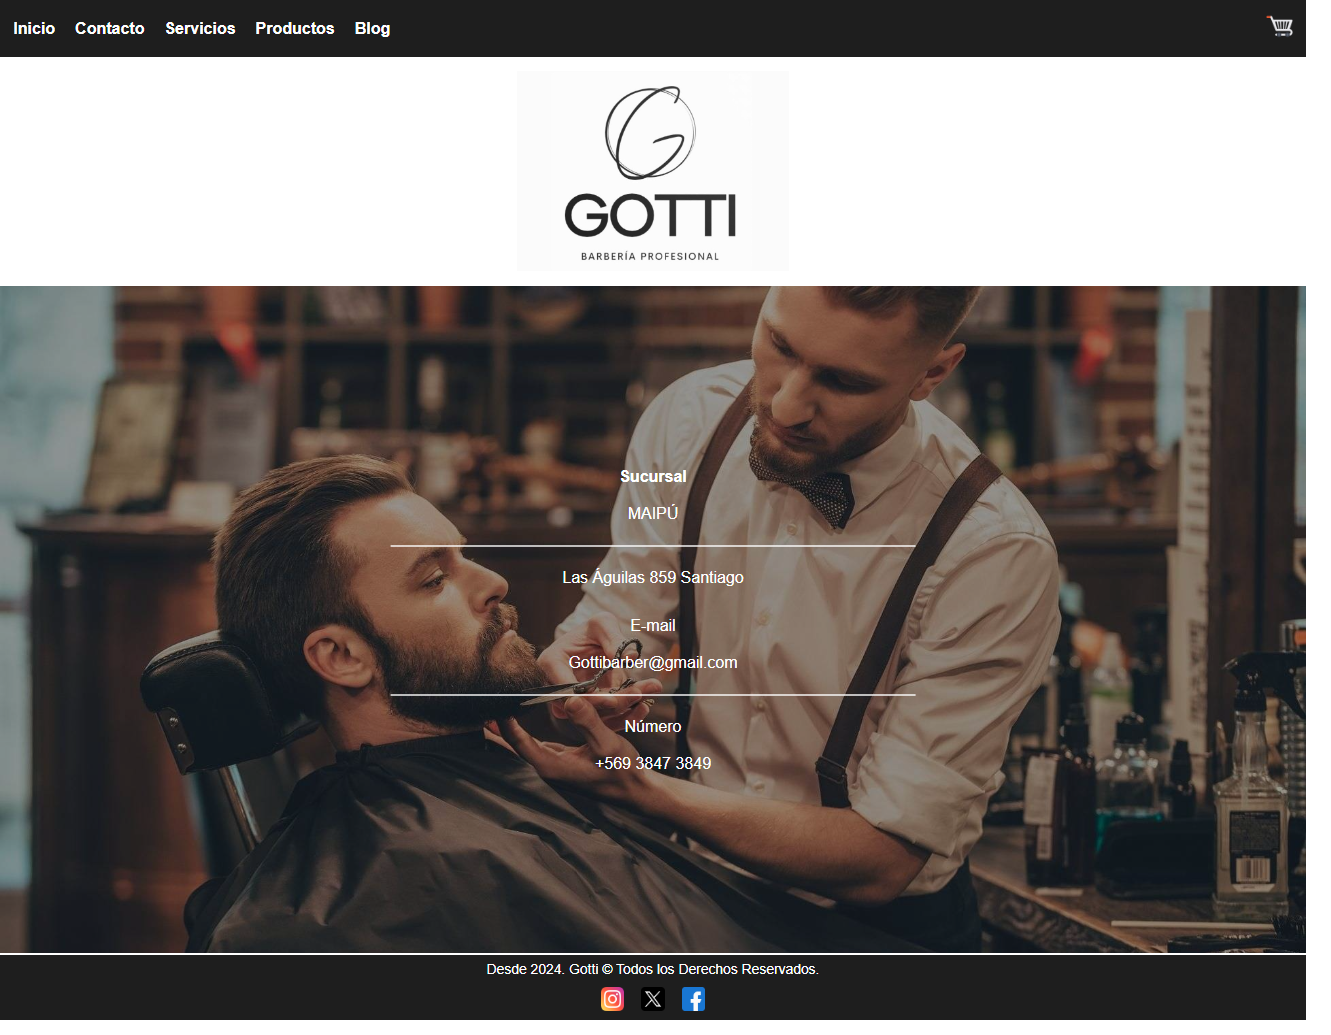 Inicio Contacto Servicios Productos Blog
G
GOTTI
BARBERÍA PROFESIONAL
Sucursal
MAIPÚ
Las Águilas 859 Santiago
E-mail
Gottibarber@gmail.com
Número
+569 3847 3849
Desde 2024. Gotti © Todos los Derechos Reservados.